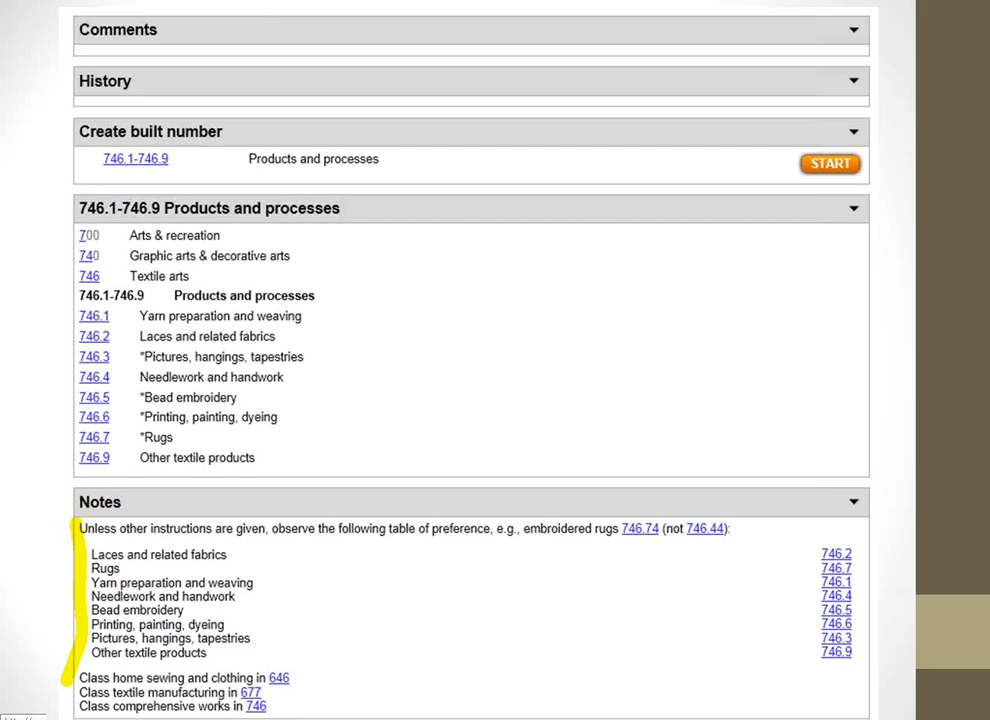 Comments
History
Create built number
746.1-746.9 Products and processes START
746.1-746.9 Products and processes
700 Arts & recreation
740 Graphic arts & decorative arts
746 Textile arts
746.1-746.9 Products and processes
746.1 Yarn preparation and weaving
746.2 Laces and related fabrics
746.3 *Pictures, hangings, tapestries
746.4 Needlework and handwork
746.5 *Bead embroidery
746.6 *Printing, painting, dyeing
746.7 *Rugs
746.9 Other textile products
Notes
Unless other instructions are given, observe the following table of preference, e.g., embroidered rugs 746.74 (not 746.44):
Laces and related fabrics 746.2
Rugs 746.7
Yarn preparation and weaving 746.1
Needlework and handwork 746.4
Bead embroidery 746.5
Printing, painting, dyeing 746.6
Pictures, hangings, tapestries 746.3
Other textile products 746.9
Class home sewing and clothing in 646
Class textile manufacturing in 677
Class comprehensive works in 746